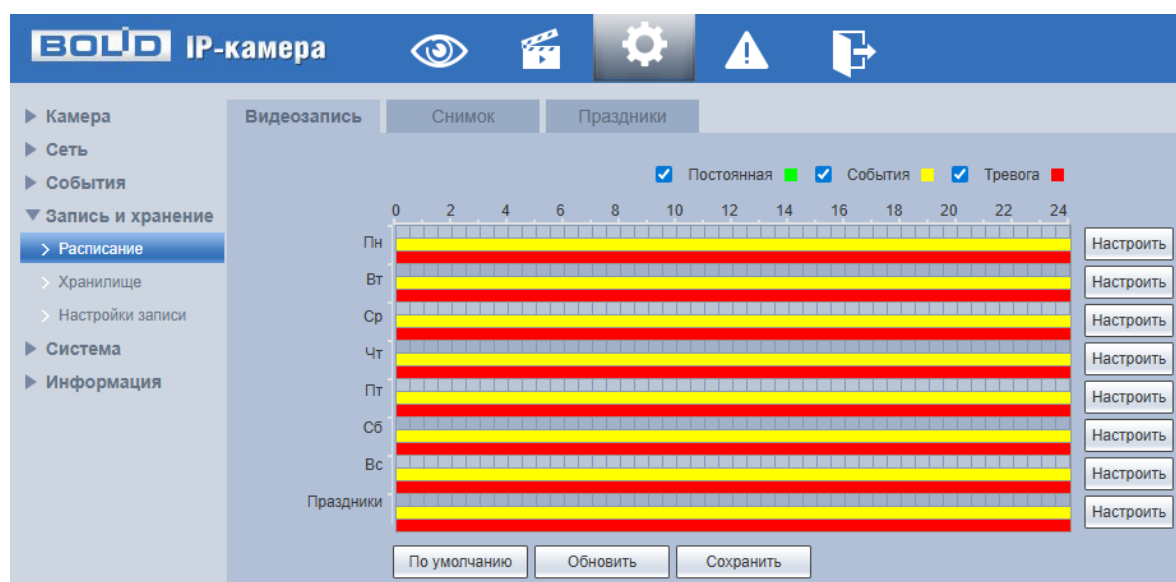 BOLID IP-камера
Камера
Сеть
События
Запись и хранение
Расписание
Хранилище
Настройки записи
Система
Информация
Видеозапись Снимок Праздники
Постоянная События Тревога
0 2 4 6 8 10 12 14 16 18 20 22 24
Пн Настроить
Вт Настроить
Ср Настроить
Чт Настроить
Пт Настроить
Сб Настроить
Вс Настроить
Праздники Настроить
По умолчанию Обновить Сохранить